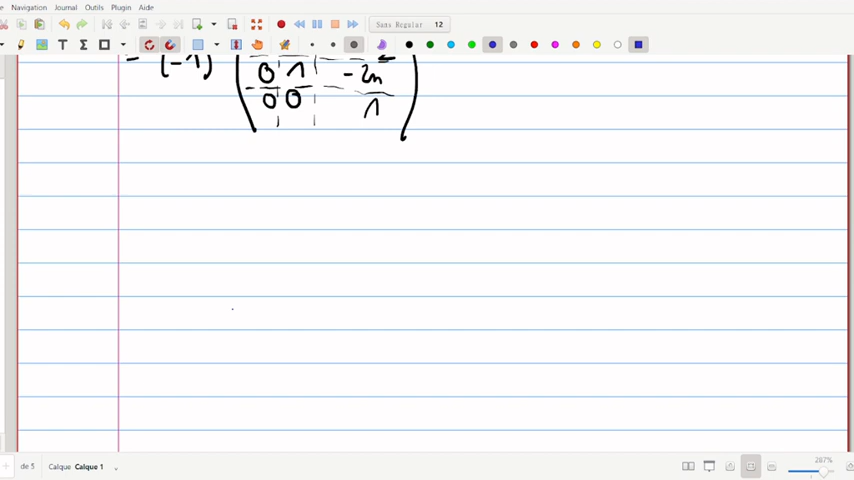 Navigation Journal Outils Plugin Aide
Sans Regular 12
= (-1)
0 1 -2n
0 0 1
de 5 Calque Calque 1 287%